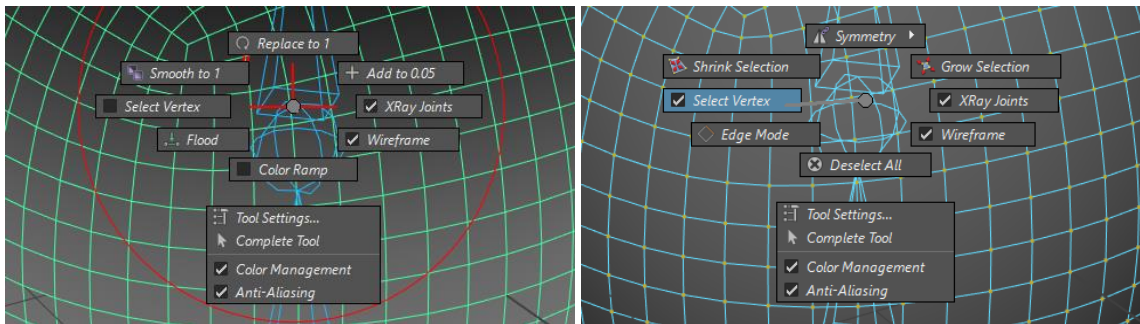 Replace to 1
Smooth to 1
Add to 0.05
Select Vertex
XRay Joints
Flood
Wireframe
Color Ramp
Tool Settings...
Complete Tool
Color Management
Anti-Aliasing
Symmetry
Shrink Selection
Grow Selection
Select Vertex
XRay Joints
Edge Mode
Wireframe
Deselect All
Tool Settings...
Complete Tool
Color Management
Anti-Aliasing